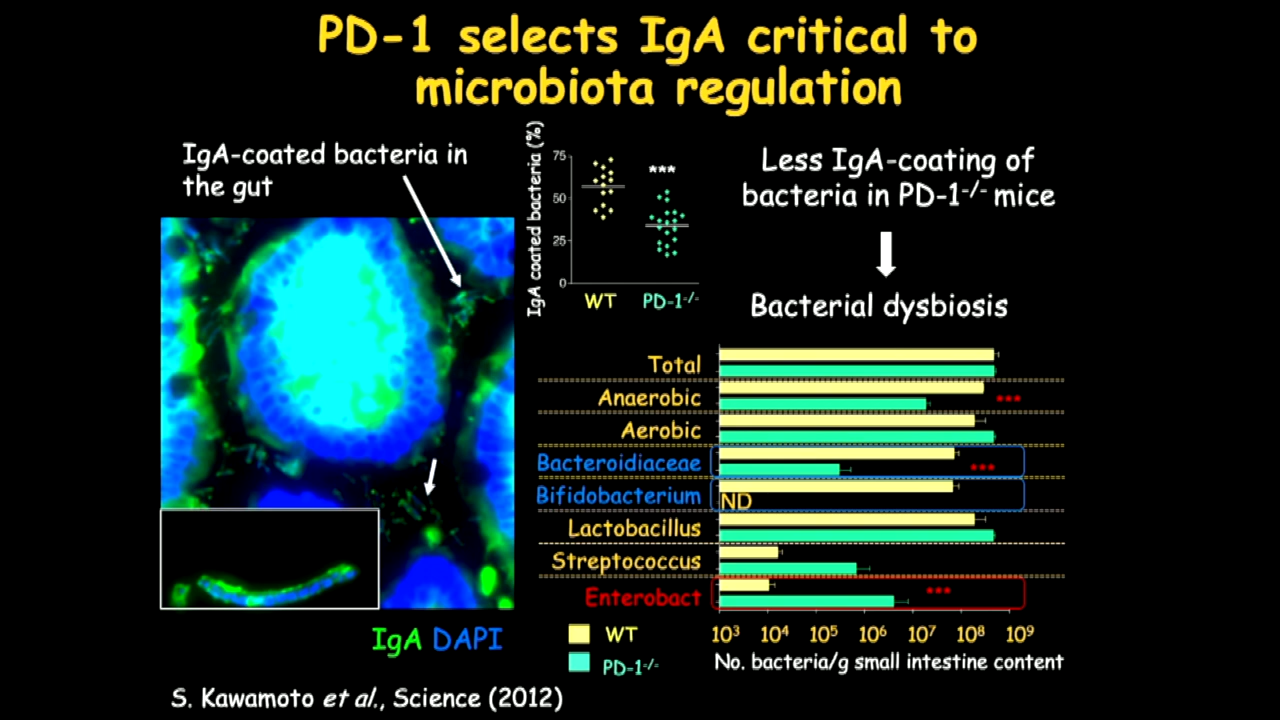 PD-1 selects IgA critical to
microbiota regulation
IgA-coated bacteria in
the gut
IgA coated bacteria (%)
75
50
25
0
***
WT
PD-1-/-
Less IgA-coating of
bacteria in PD-1-/- mice
Bacterial dysbiosis
Total
Anaerobic
***
Aerobic
Bacteroidiaceae
***
Bifidobacterium
ND
Lactobacillus
Streptococcus
Enterobact
***
10³ 10⁴ 10⁵ 10⁶ 10⁷ 10⁸ 10⁹
No. bacteria/g small intestine content
WT
PD-1-/-
IgA DAPI
S. Kawamoto et al., Science (2012)